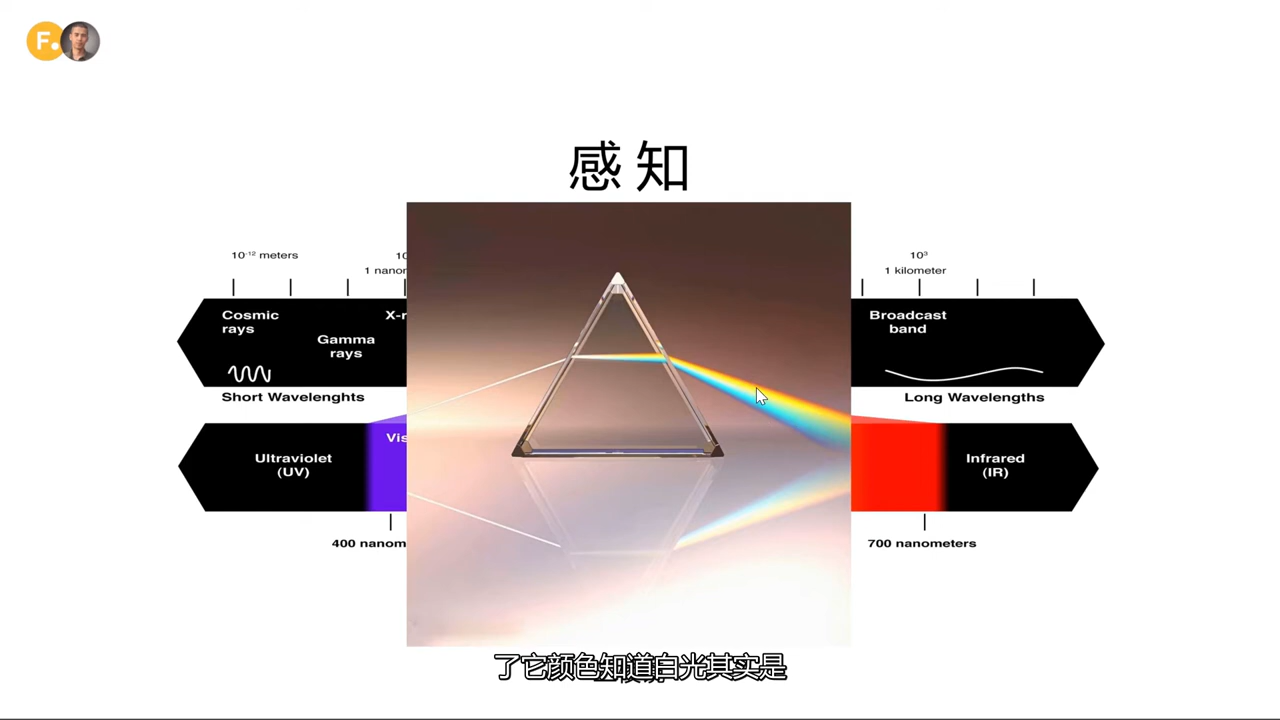 F.
感知
10⁻¹² meters
1 nanor
10³
1 kilometer
Cosmic
rays
Gamma
rays
X-r
Broadcast
band
Short Wavelenghts
Long Wavelengths
Ultraviolet
(UV)
Vis
Infrared
(IR)
400 nanom
700 nanometers
了它颜色知道白光其实是